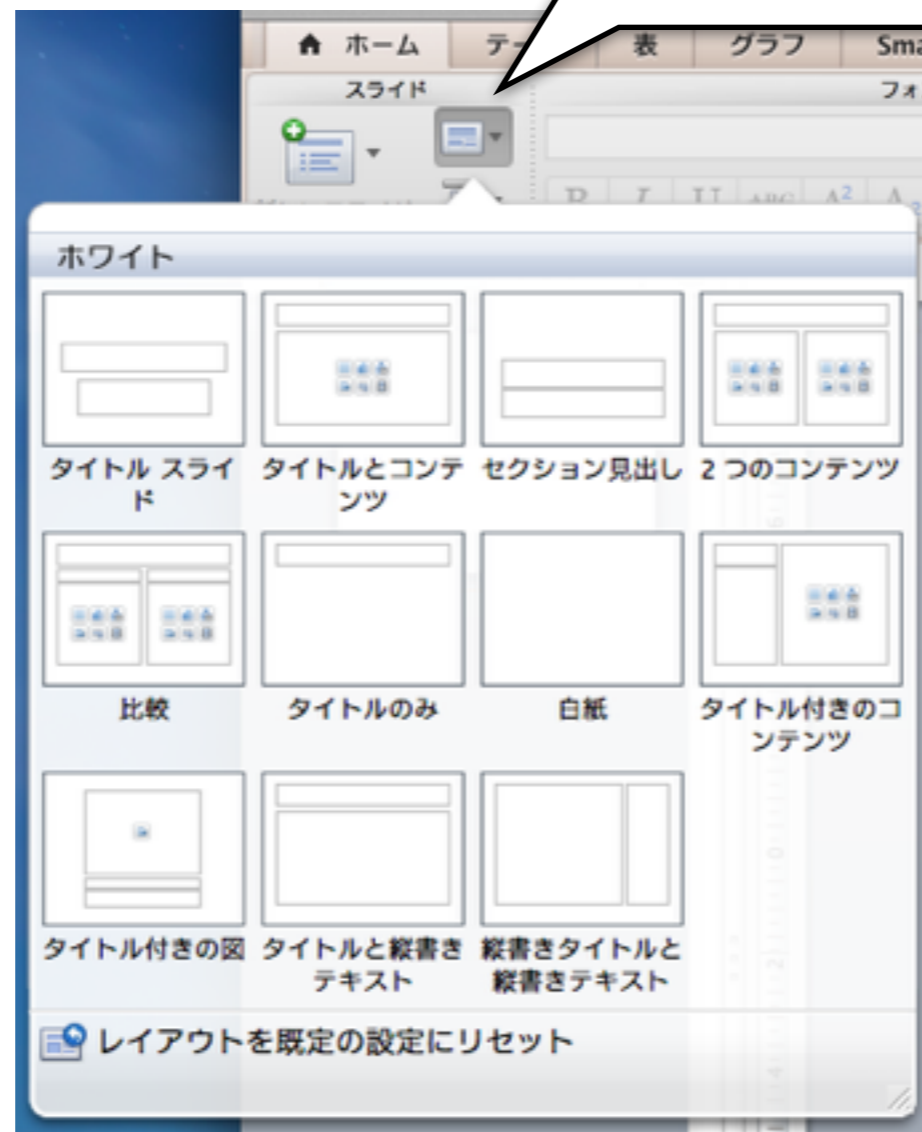 ホーム
表
グラフ
スライド
ホワイト
タイトル スライ
ド
タイトルとコンテ
ンツ
セクション見出し
2 つのコンテンツ
比較
タイトルのみ
白紙
タイトル付きのコ
ンテンツ
タイトル付きの図
タイトルと縦書き
テキスト
縦書きタイトルと
縦書きテキスト
レイアウトを既定の設定にリセット